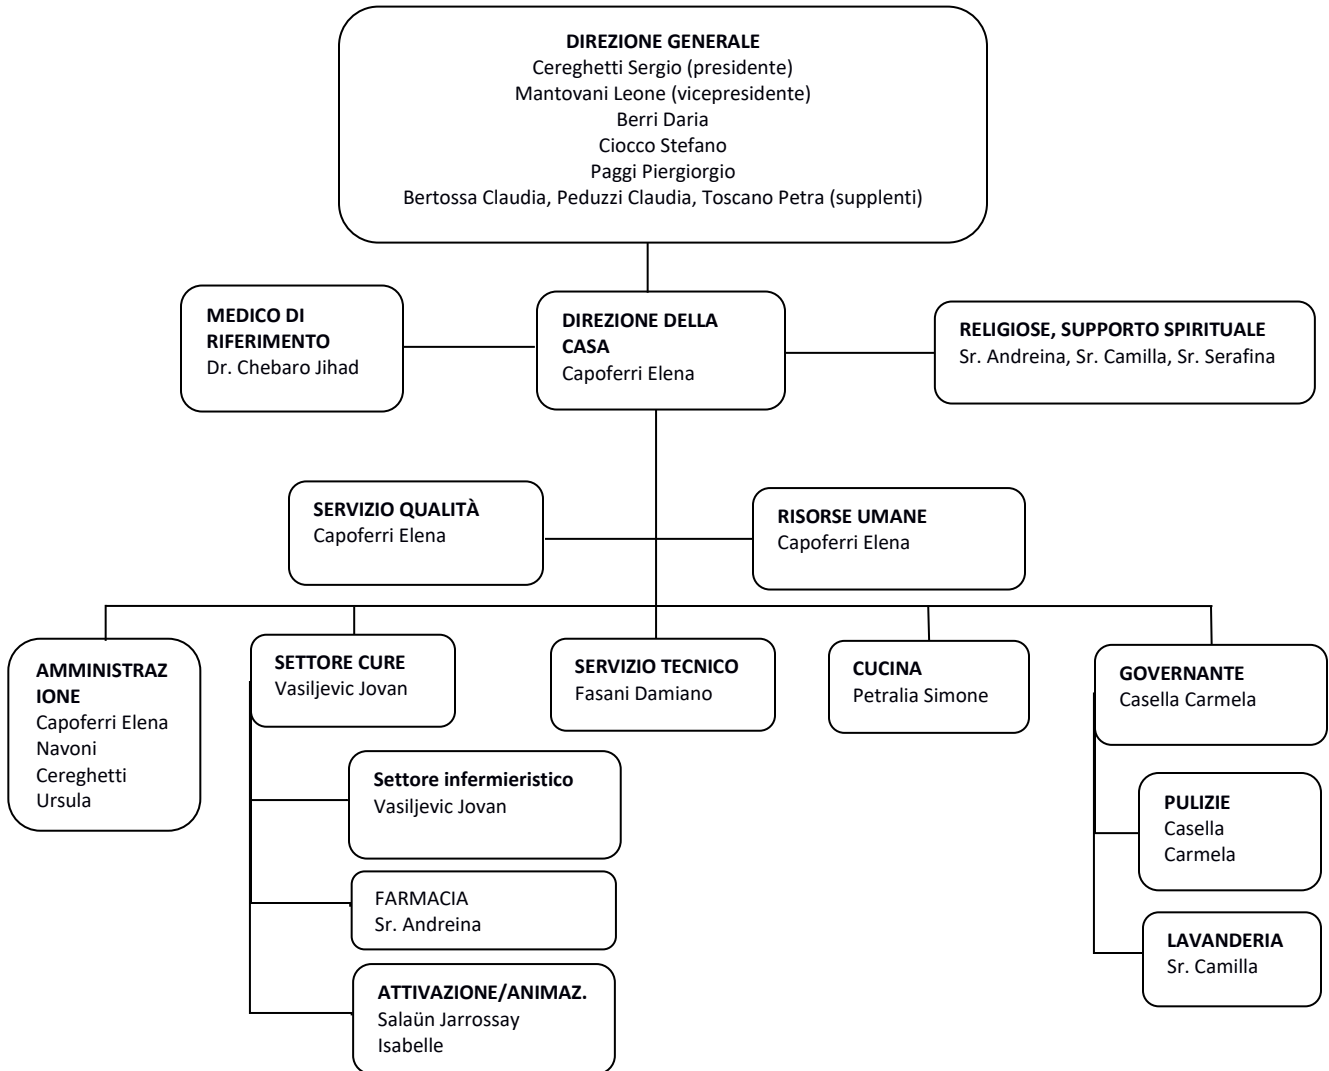 DIREZIONE GENERALE
Cereghetti Sergio (presidente)
Mantovani Leone (vicepresidente)
Berri Daria
Ciocco Stefano
Paggi Piergiorgio
Bertossa Claudia, Peduzzi Claudia, Toscano Petra (supplenti)
MEDICO DI
RIFERIMENTO
Dr. Chebaro Jihad
DIREZIONE DELLA
CASA
Capoferri Elena
RELIGIOSE, SUPPORTO SPIRITUALE
Sr. Andreina, Sr. Camilla, Sr. Serafina
SERVIZIO QUALITÀ
Capoferri Elena
RISORSE UMANE
Capoferri Elena
AMMINISTRAZ
IONE
Capoferri Elena
Navoni
Cereghetti
Ursula
SETTORE CURE
Vasiljevic Jovan
SERVIZIO TECNICO
Fasani Damiano
CUCINA
Petralia Simone
GOVERNANTE
Casella Carmela
Settore infermieristico
Vasiljevic Jovan
FARMACIA
Sr. Andreina
ATTIVAZIONE/ANIMAZ.
Salaün Jarrossay
Isabelle
PULIZIE
Casella
Carmela
LAVANDERIA
Sr. Camilla